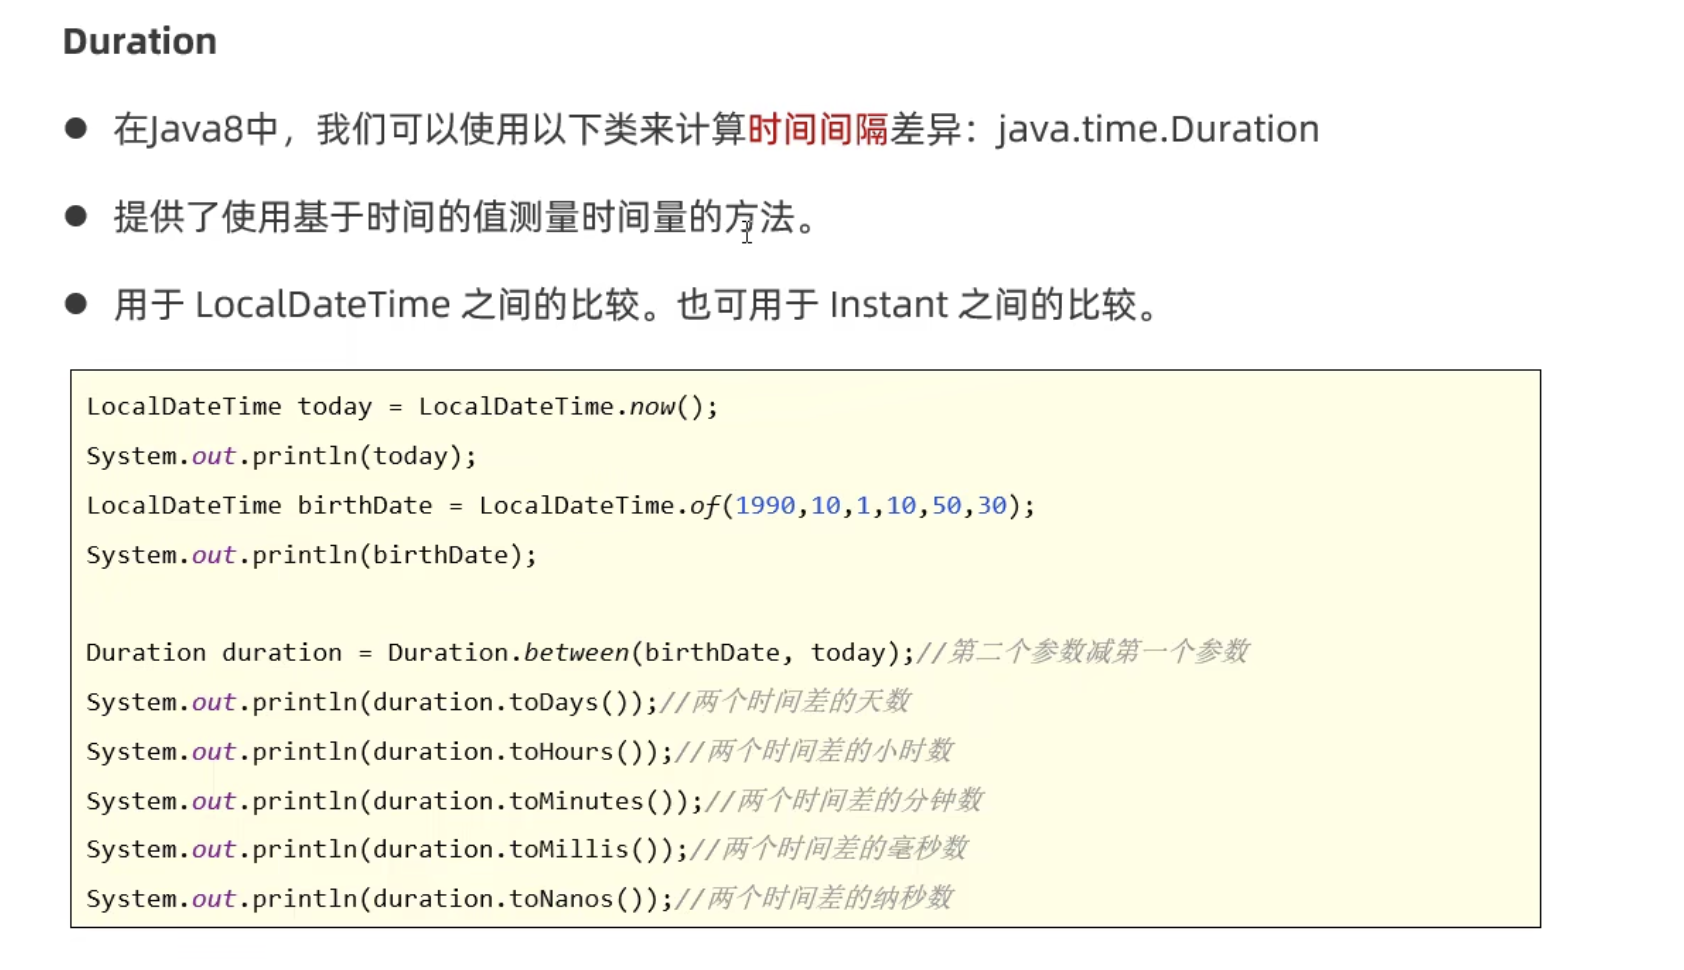 Duration
在Java8中，我们可以使用以下类来计算时间间隔差异：java.time.Duration
提供了使用基于时间的值测量时间量的方法。
用于 LocalDateTime 之间的比较。也可用于 Instant 之间的比较。
LocalDateTime today = LocalDateTime.now();
System.out.println(today);
LocalDateTime birthDate = LocalDateTime.of(1990,10,1,10,50,30);
System.out.println(birthDate);
Duration duration = Duration.between(birthDate, today);//第二个参数减第一个参数
System.out.println(duration.toDays());//两个时间差的天数
System.out.println(duration.toHours());//两个时间差的小时数
System.out.println(duration.toMinutes());//两个时间差的分钟数
System.out.println(duration.toMillis());//两个时间差的毫秒数
System.out.println(duration.toNanos());//两个时间差的纳秒数